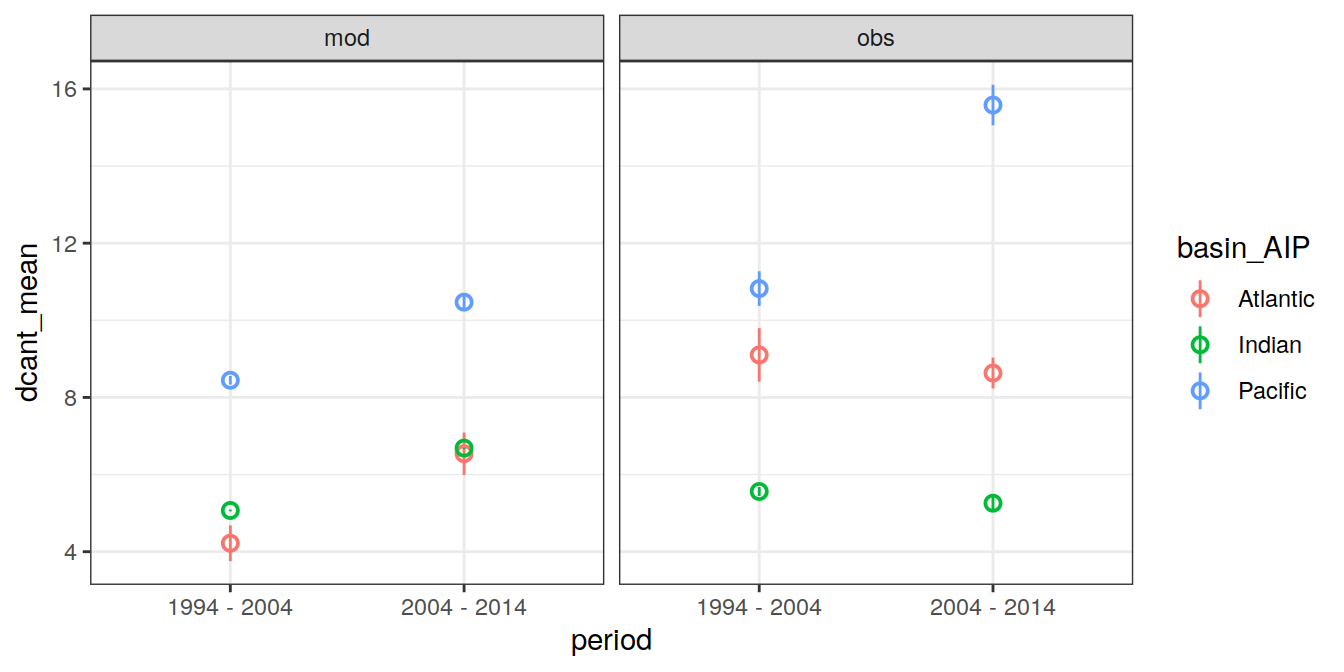 mod
obs
16
12
8
4
dcant_mean
1994 - 2004
2004 - 2014
1994 - 2004
2004 - 2014
period
basin_AIP
Atlantic
Indian
Pacific